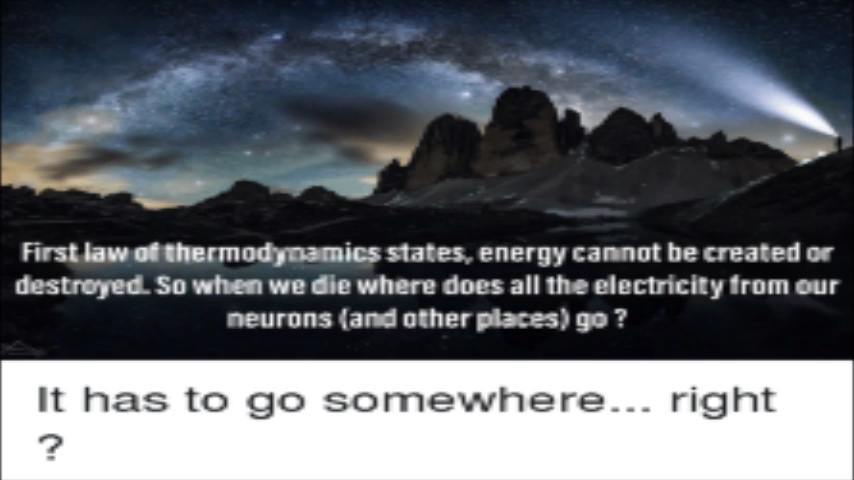 First law of thermodynamics states, energy cannot be created or
destroyed. So when we die where does all the electricity from our
neurons (and other places) go ?
It has to go somewhere... right
?